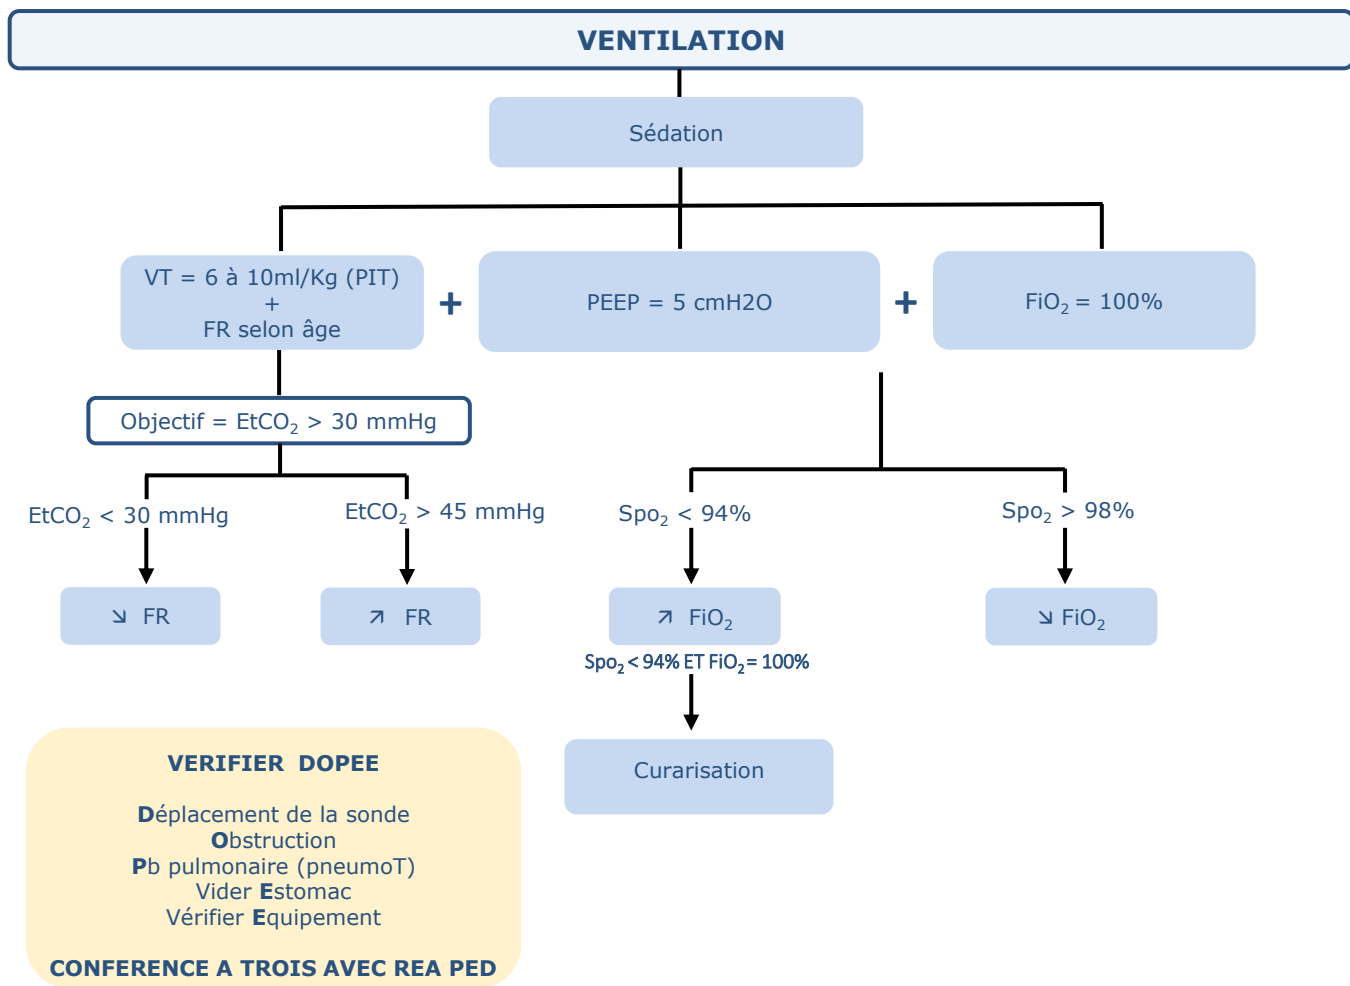 VENTILATION
Sédation
VT = 6 à 10ml/Kg (PIT)
+
FR selon âge
+
PEEP = 5 cmH2O
+
FiO₂ = 100%
Objectif = EtCO₂ > 30 mmHg
EtCO₂ < 30 mmHg
EtCO₂ > 45 mmHg
Spo₂ < 94%
Spo₂ > 98%
↘ FR
↗ FR
↗ FiO₂
↘ FiO₂
Spo₂ < 94% ET FiO₂ = 100%
Curarisation
VERIFIER DOPEE
Déplacement de la sonde
Obstruction
Pb pulmonaire (pneumoT)
Vider Estomac
Vérifier Equipement
CONFERENCE A TROIS AVEC REA PED